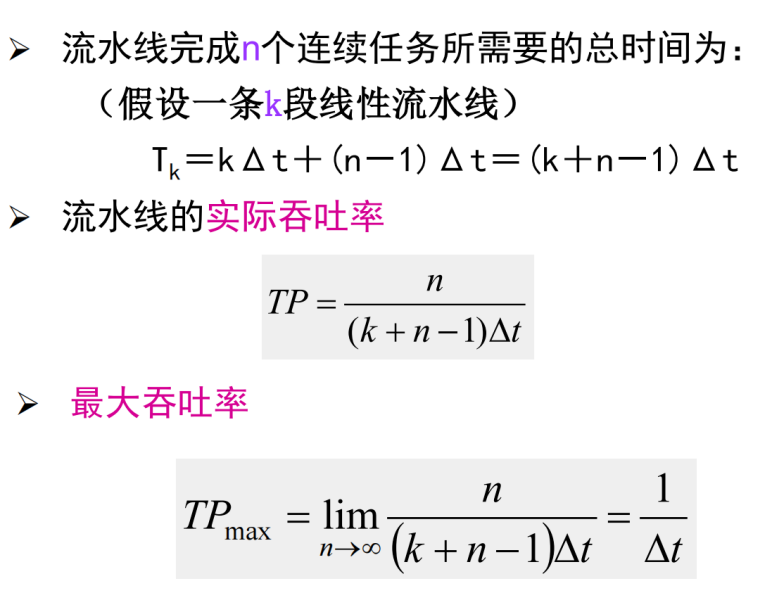 ➢ 流水线完成n个连续任务所需要的总时间为：
（假设一条k段线性流水线）
Tₖ＝kΔt＋(n－1)Δt＝(k＋n－1)Δt
➢ 流水线的实际吞吐率
TP = n / (k + n − 1)Δt
➢ 最大吞吐率
TPmax = lim n→∞ n / (k + n − 1)Δt = 1 / Δt